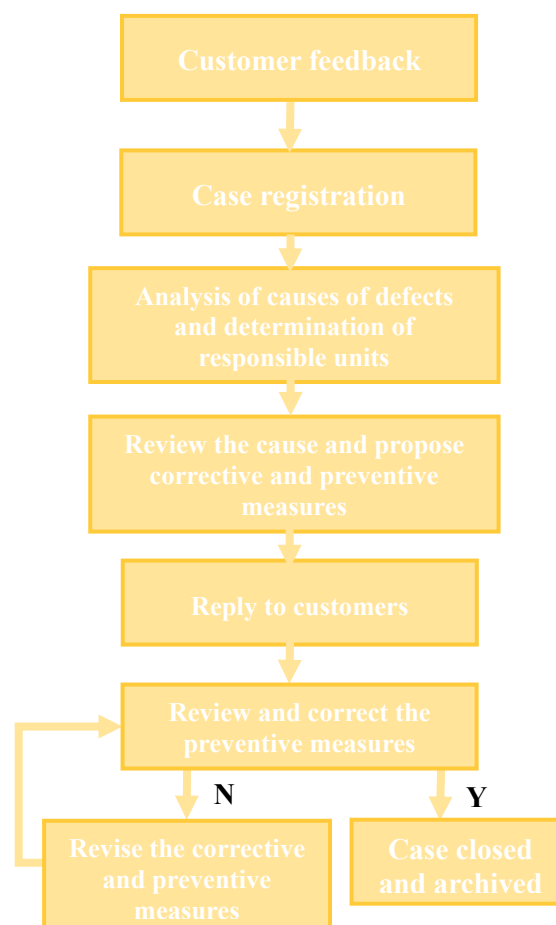 Customer feedback
Case registration
Analysis of causes of defects
and determination of
responsible units
Review the cause and propose
corrective and preventive
measures
Reply to customers
Review and correct the
preventive measures
N
Y
Revise the corrective
and preventive
measures
Case closed
and archived